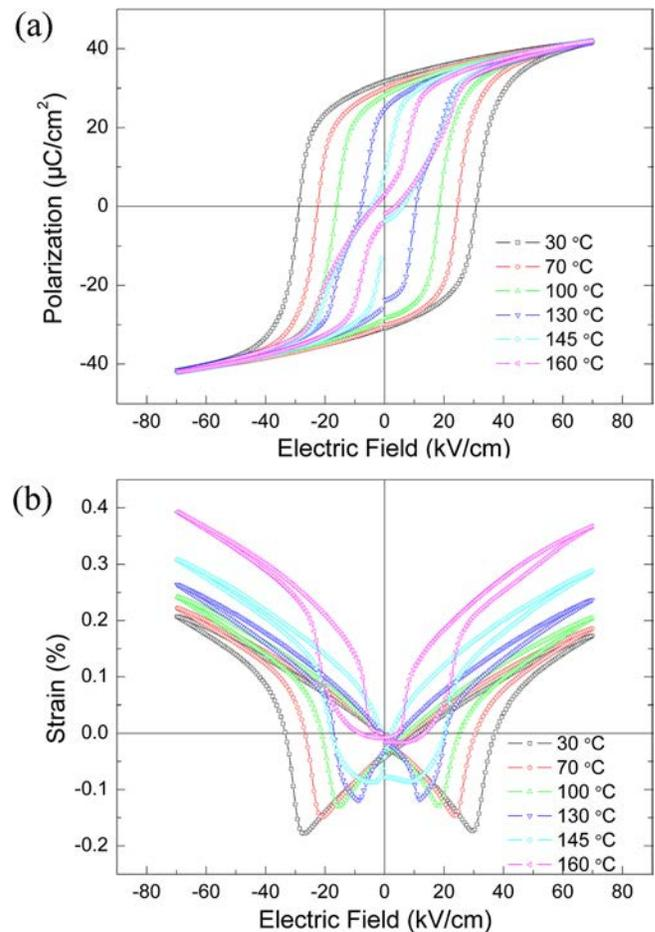 (a)
Polarization (μC/cm²)
40
20
0
-20
-40
30 °C
70 °C
100 °C
130 °C
145 °C
160 °C
-80 -60 -40 -20 0 20 40 60 80
Electric Field (kV/cm)
(b)
Strain (%)
0.4
0.3
0.2
0.1
0.0
-0.1
-0.2
30 °C
70 °C
100 °C
130 °C
145 °C
160 °C
-80 -60 -40 -20 0 20 40 60 80
Electric Field (kV/cm)